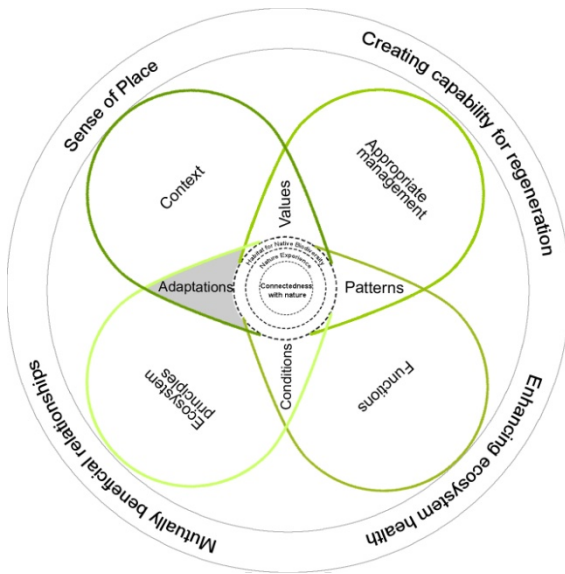 Sense of Place
Creating capability for regeneration
Context
Appropriate
management
Values
Habitat for Native Biodiversity
Nature Experience
Connectedness
with nature
Adaptations
Patterns
Conditions
Ecosystem
principles
Functions
Mutually beneficial relationships
Enhancing ecosystem health